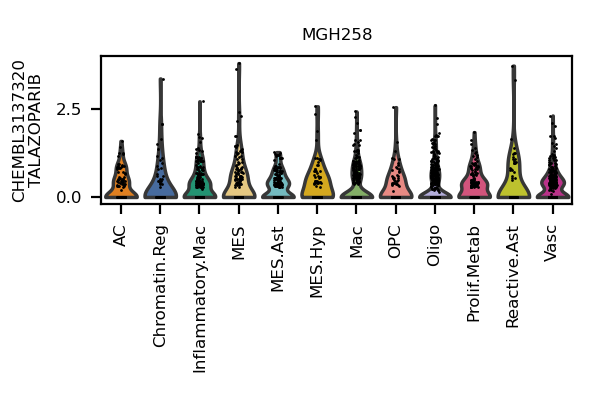 MGH258
CHEMBL3137320
TALAZOPARIB
2.5
0.0
AC
Chromatin.Reg
Inflammatory.Mac
MES
MES.Ast
MES.Hyp
Mac
OPC
Oligo
Prolif.Metab
Reactive.Ast
Vasc